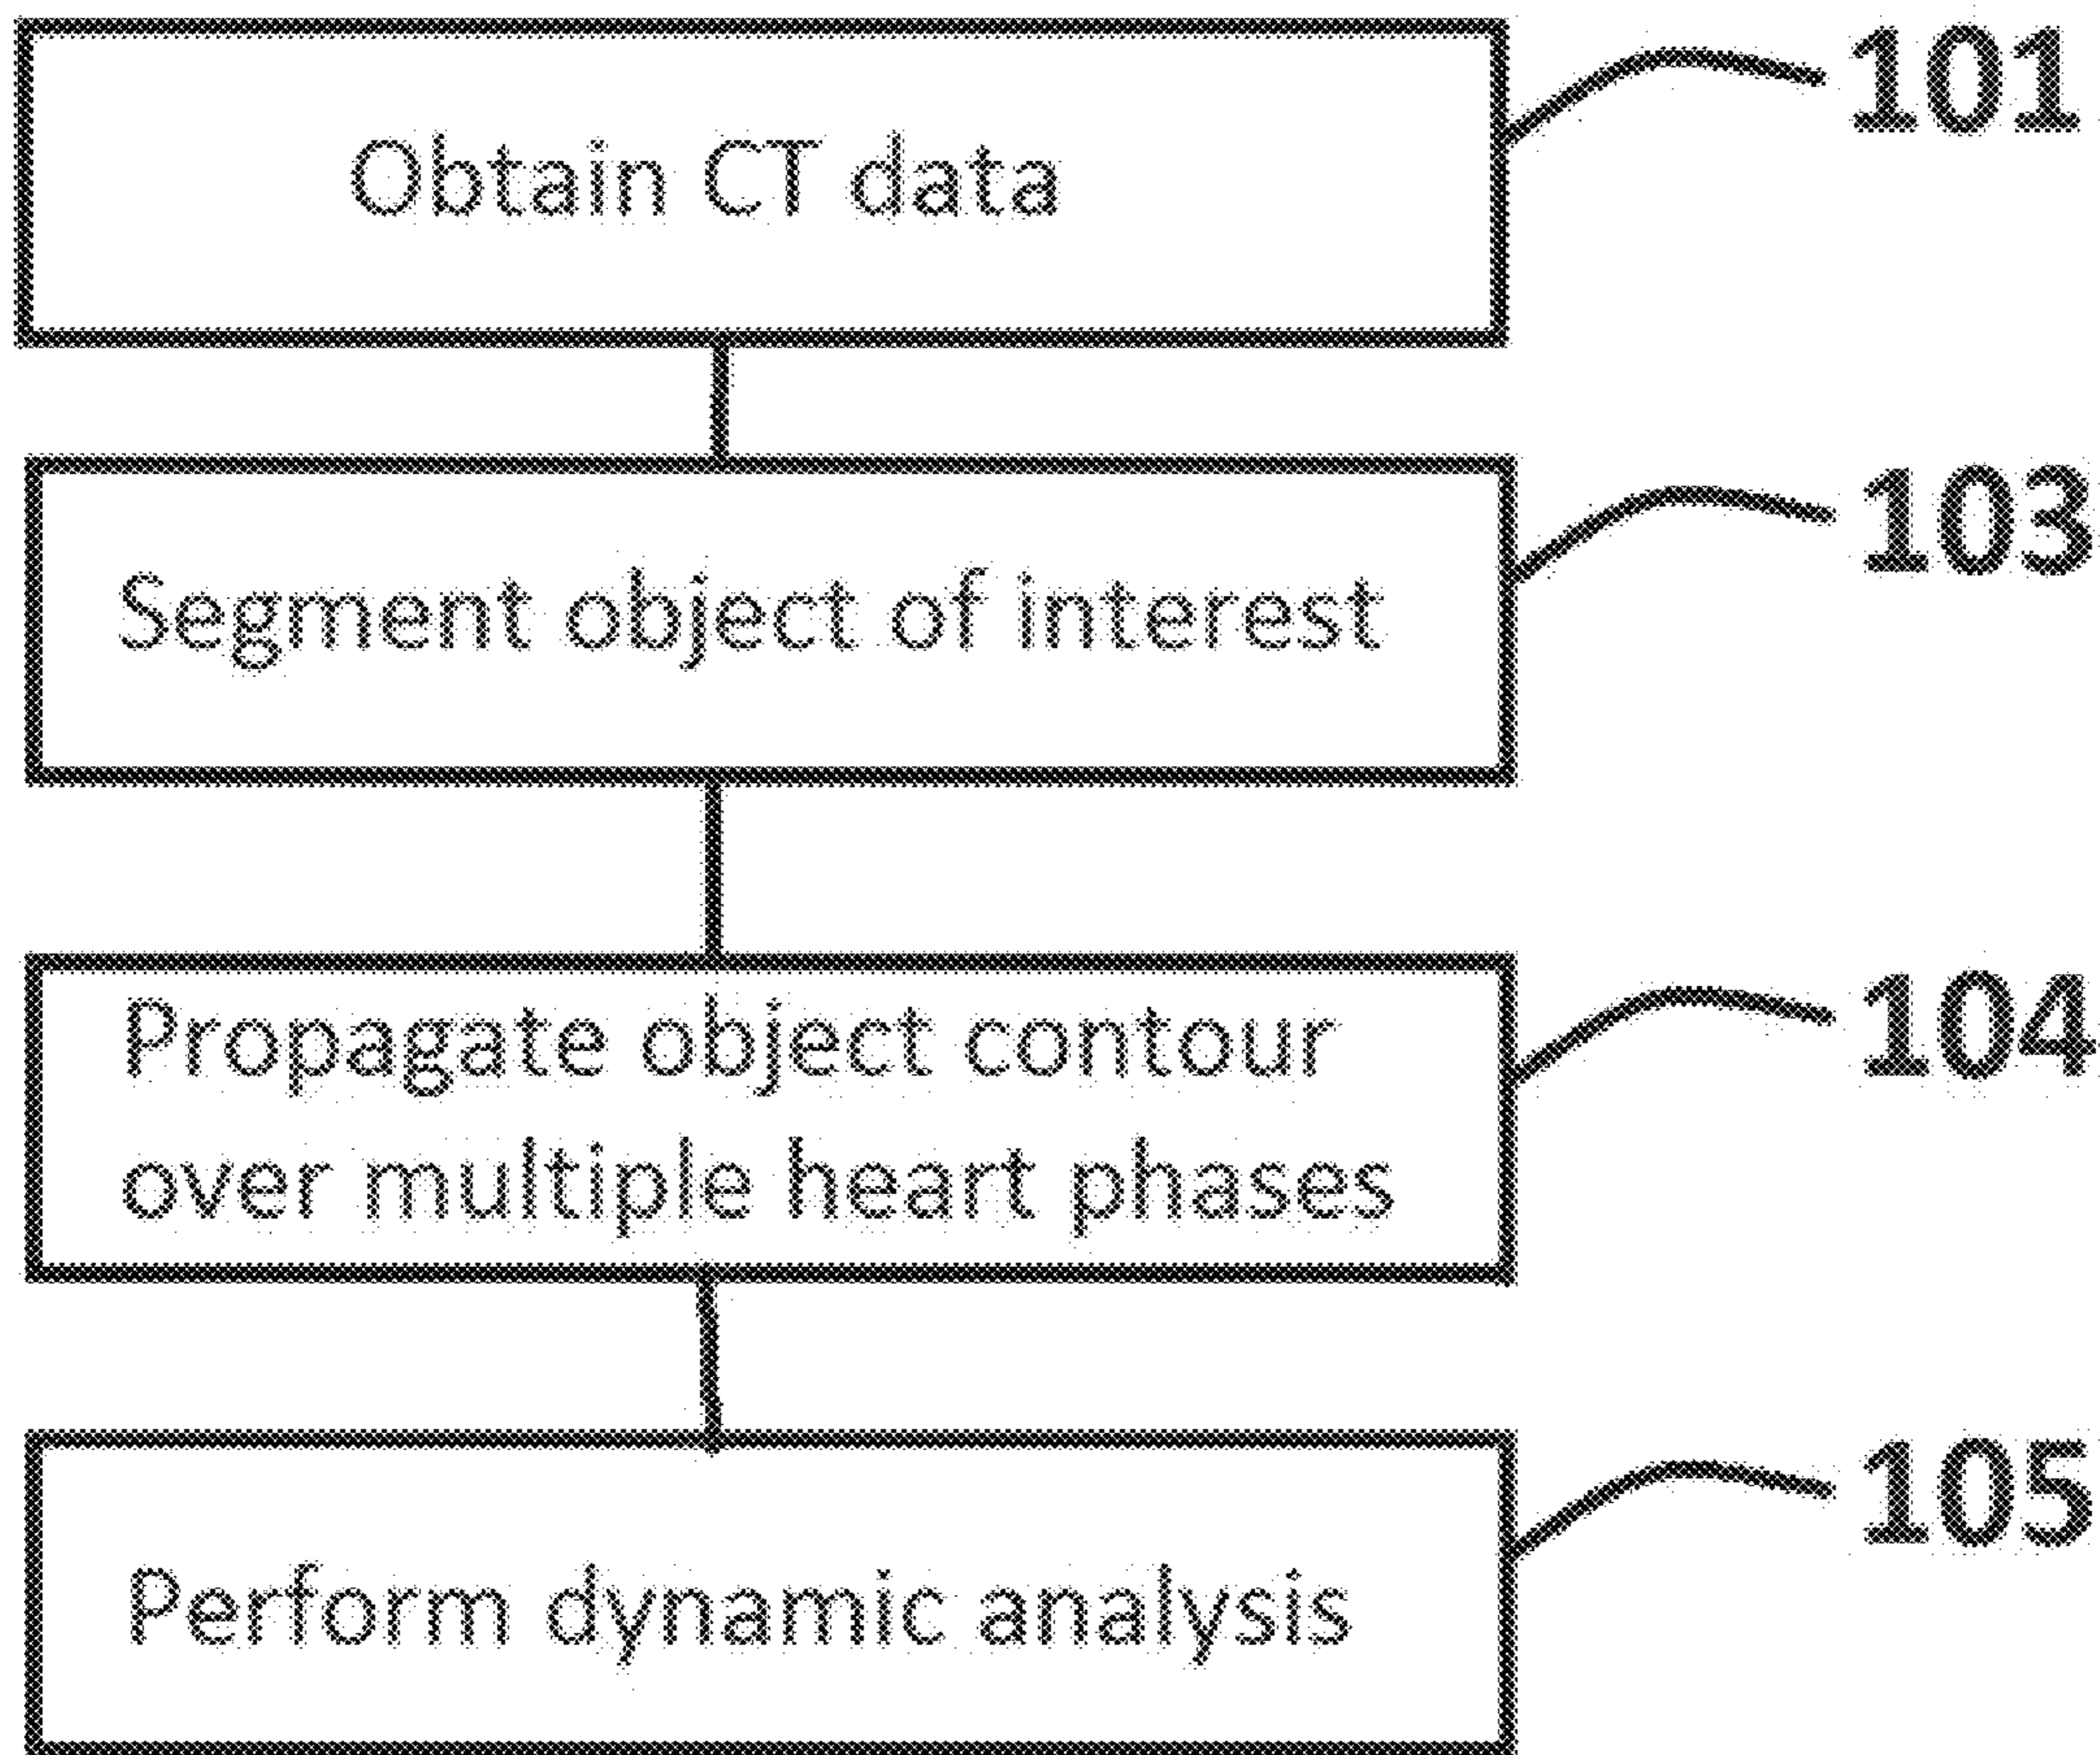 Obtain CT data
101
Segment object of interest
103
Propagate object contour
over multiple heart phases
104
Perform dynamic analysis
105